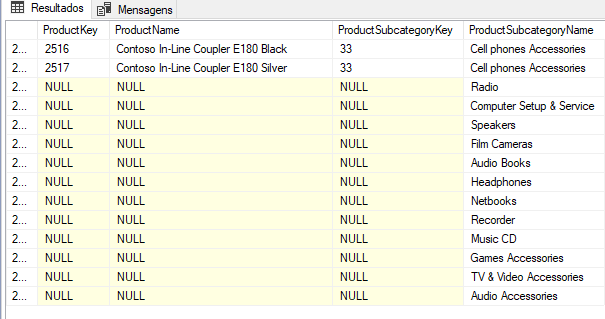 Resultados Mensagens
ProductKey ProductName ProductSubcategoryKey ProductSubcategoryName
2... 2516 Contoso In-Line Coupler E180 Black 33 Cell phones Accessories
2... 2517 Contoso In-Line Coupler E180 Silver 33 Cell phones Accessories
2... NULL NULL NULL Radio
2... NULL NULL NULL Computer Setup & Service
2... NULL NULL NULL Speakers
2... NULL NULL NULL Film Cameras
2... NULL NULL NULL Audio Books
2... NULL NULL NULL Headphones
2... NULL NULL NULL Netbooks
2... NULL NULL NULL Recorder
2... NULL NULL NULL Music CD
2... NULL NULL NULL Games Accessories
2... NULL NULL NULL TV & Video Accessories
2... NULL NULL NULL Audio Accessories